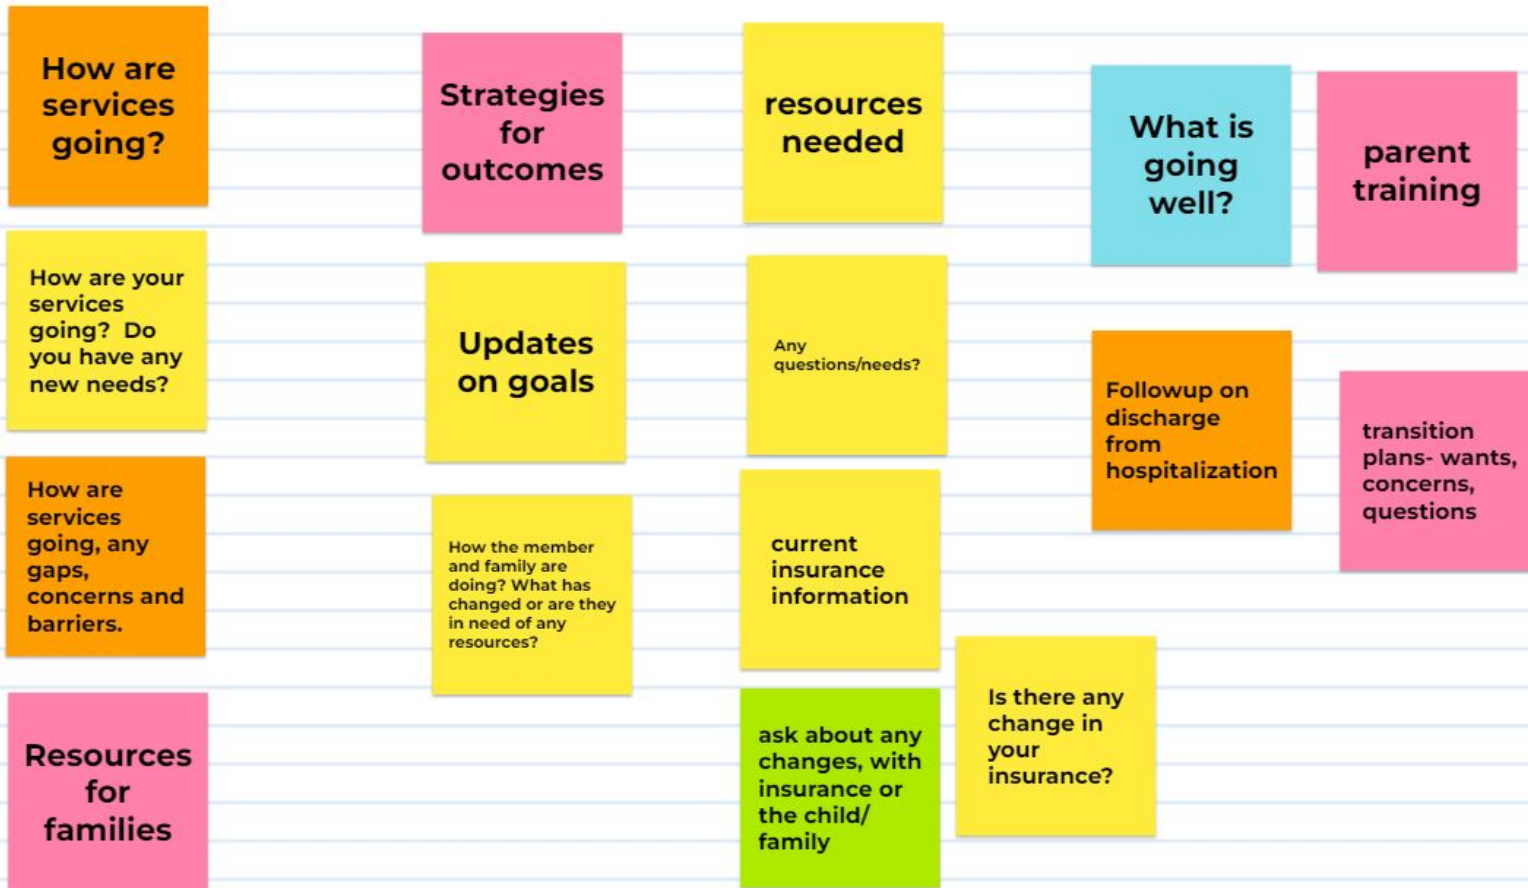 How are
services
going?
How are your
services
going? Do
you have any
new needs?
How are
services
going, any
gaps,
concerns and
barriers.
Resources
for
families
Strategies
for
outcomes
Updates
on goals
How the member
and family are
doing? What has
changed or are they
in need of any
resources?
resources
needed
Any
questions/needs?
current
insurance
information
ask about any
changes, with
insurance or
the child/
family
Is there any
change in
your
insurance?
What is
going
well?
Followup on
discharge
from
hospitalization
parent
training
transition
plans- wants,
concerns,
questions